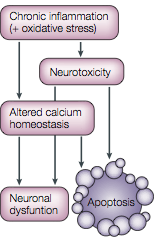 Chronic inflammation
(+ oxidative stress)
Neurotoxicity
Altered calcium
homeostasis
Neuronal
dysfuntion
Apoptosis